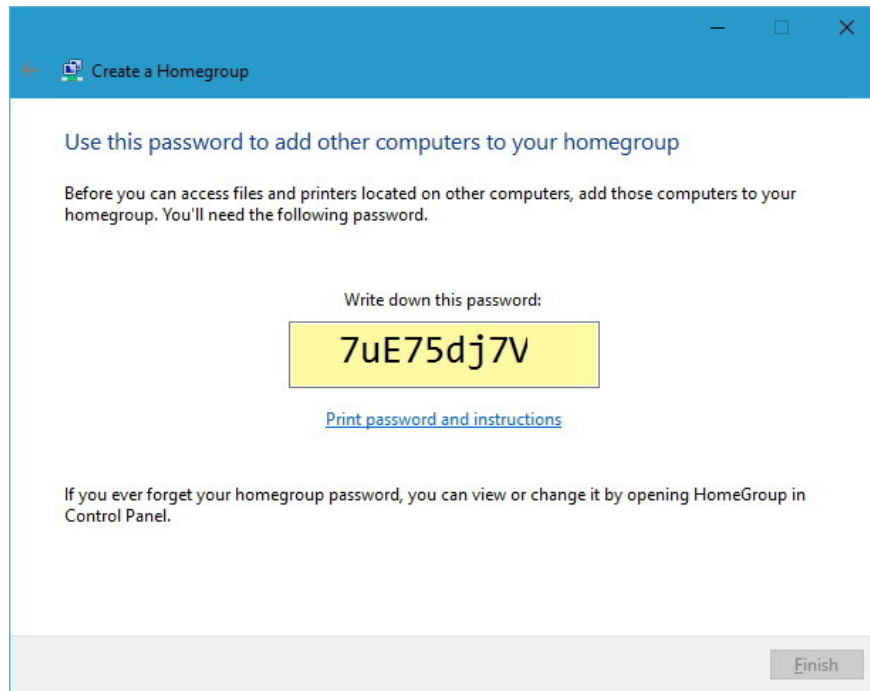 Create a Homegroup
Use this password to add other computers to your homegroup
Before you can access files and printers located on other computers, add those computers to your
homegroup. You'll need the following password.
Write down this password:
7uE75dj7V
Print password and instructions
If you ever forget your homegroup password, you can view or change it by opening HomeGroup in
Control Panel.
Finish